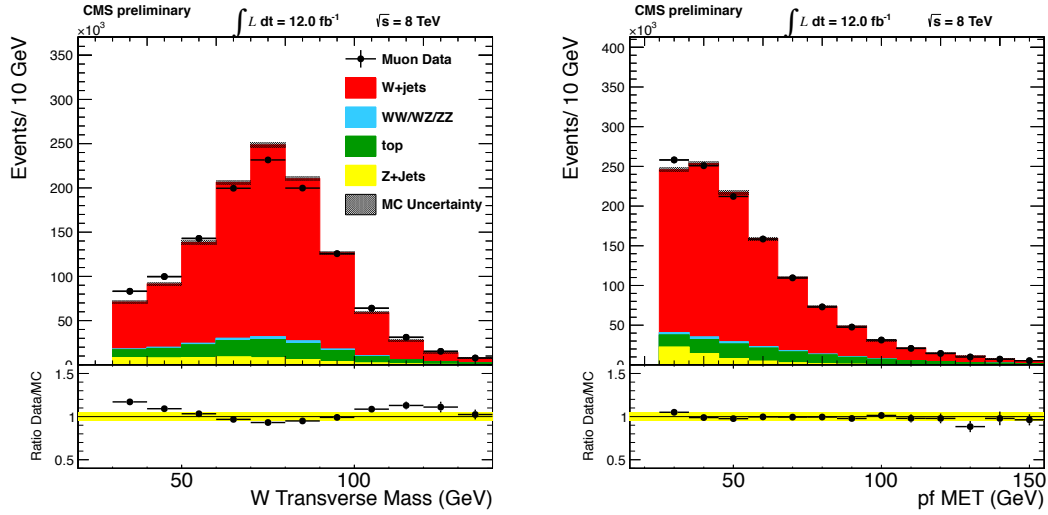 CMS preliminary
∫ L dt = 12.0 fb⁻¹ √s = 8 TeV
×10³
Events/ 10 GeV
350
300
250
200
150
100
50
0
Muon Data
W+jets
WW/WZ/ZZ
top
Z+Jets
MC Uncertainty
Ratio Data/MC
1.5
1
0.5
50 100
W Transverse Mass (GeV)
CMS preliminary
∫ L dt = 12.0 fb⁻¹ √s = 8 TeV
×10³
Events/ 10 GeV
400
350
300
250
200
150
100
50
0
Ratio Data/MC
1.5
1
0.5
50 100 150
pf MET (GeV)